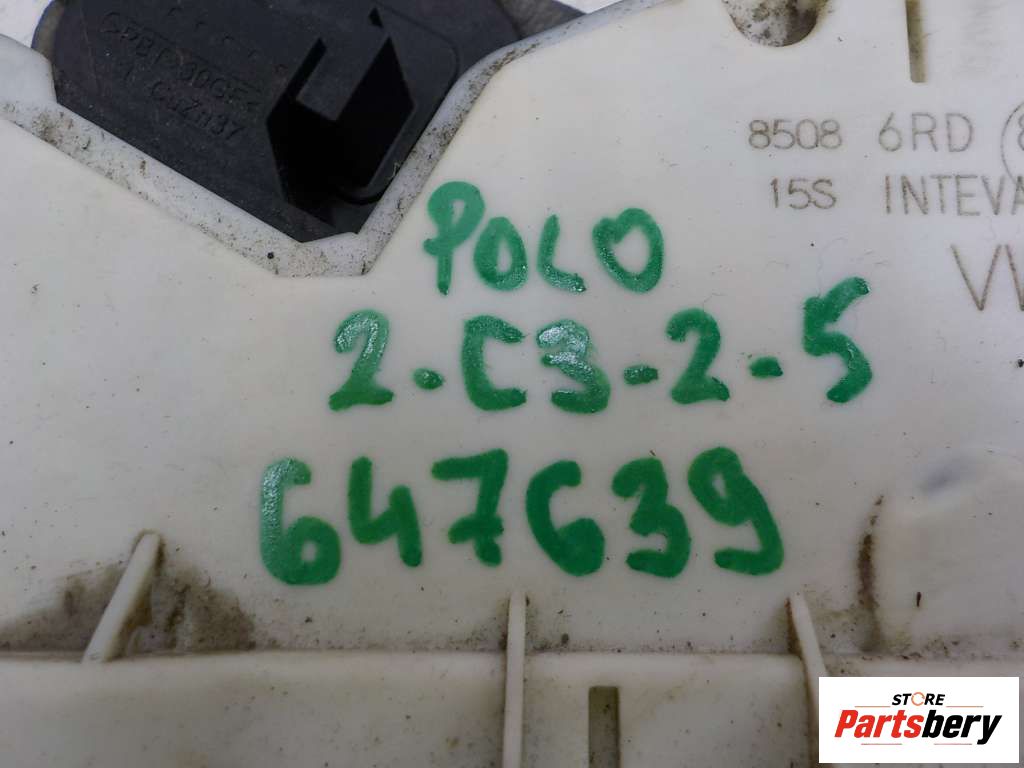 8508 6RD
15S INTEVA
POLO
2-C3-2-5
647639
STORE
Partsbery